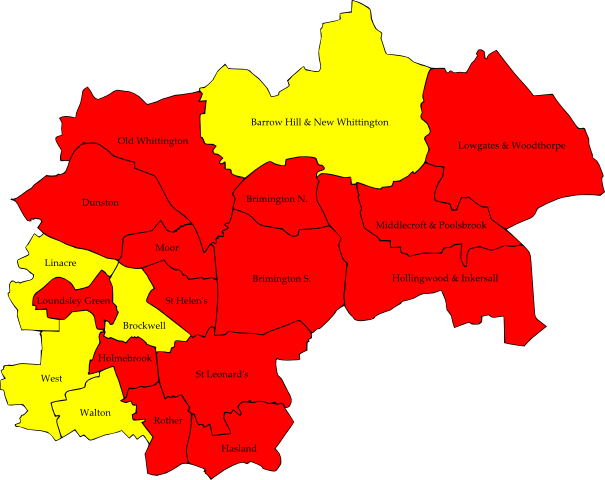 Barrow Hill & New Whittington
Old Whittington
Lowgates & Woodthorpe
Dunston
Brimington N.
Middlecroft & Poolsbrook
Moor
Linacre
Brimington S.
Hollingwood & Inkersall
Loundsley Green
St Helen's
Brockwell
Holmebrook
West
St Leonard's
Walton
Rother
Hasland